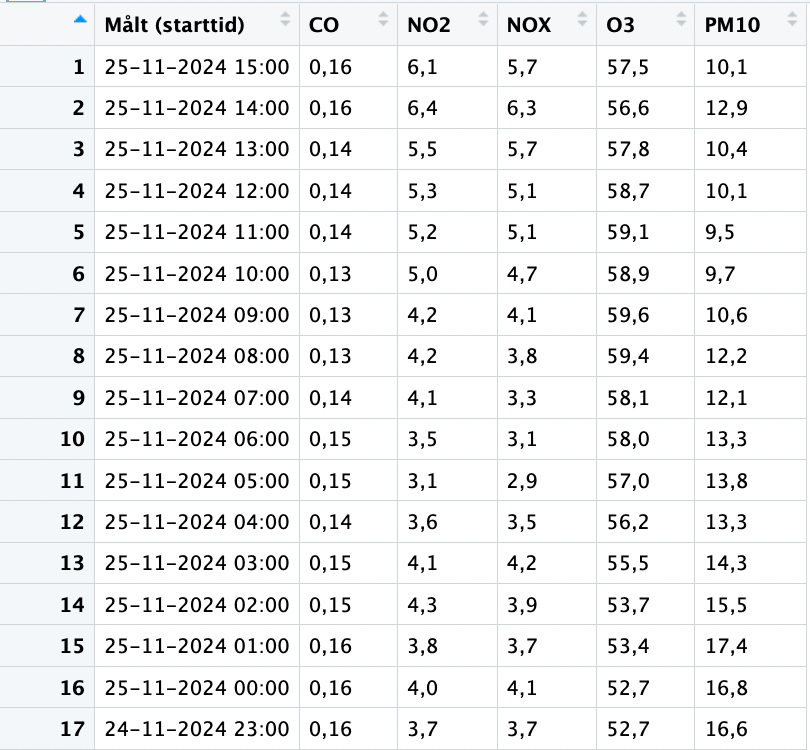 Målt (starttid) CO NO2 NOX O3 PM10
1 25-11-2024 15:00 0,16 6,1 5,7 57,5 10,1
2 25-11-2024 14:00 0,16 6,4 6,3 56,6 12,9
3 25-11-2024 13:00 0,14 5,5 5,7 57,8 10,4
4 25-11-2024 12:00 0,14 5,3 5,1 58,7 10,1
5 25-11-2024 11:00 0,14 5,2 5,1 59,1 9,5
6 25-11-2024 10:00 0,13 5,0 4,7 58,9 9,7
7 25-11-2024 09:00 0,13 4,2 4,1 59,6 10,6
8 25-11-2024 08:00 0,13 4,2 3,8 59,4 12,2
9 25-11-2024 07:00 0,14 4,1 3,3 58,1 12,1
10 25-11-2024 06:00 0,15 3,5 3,1 58,0 13,3
11 25-11-2024 05:00 0,15 3,1 2,9 57,0 13,8
12 25-11-2024 04:00 0,14 3,6 3,5 56,2 13,3
13 25-11-2024 03:00 0,15 4,1 4,2 55,5 14,3
14 25-11-2024 02:00 0,15 4,3 3,9 53,7 15,5
15 25-11-2024 01:00 0,16 3,8 3,7 53,4 17,4
16 25-11-2024 00:00 0,16 4,0 4,1 52,7 16,8
17 24-11-2024 23:00 0,16 3,7 3,7 52,7 16,6